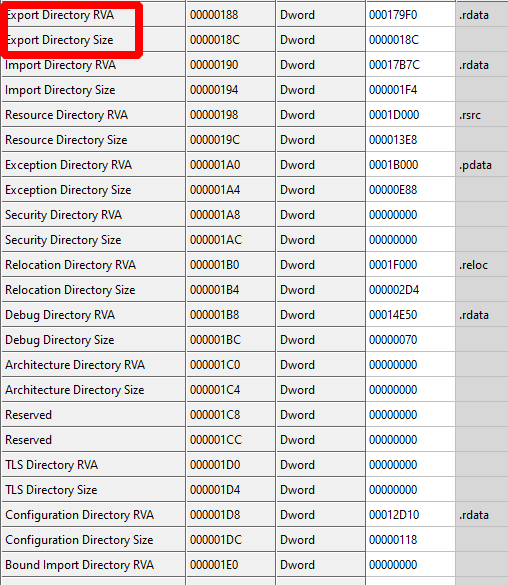 Export Directory RVA 00000188 Dword 000179F0 .rdata
Export Directory Size 0000018C Dword 0000018C
Import Directory RVA 00000190 Dword 00017B7C .rdata
Import Directory Size 00000194 Dword 000001F4
Resource Directory RVA 00000198 Dword 0001D000 .rsrc
Resource Directory Size 0000019C Dword 000013E8
Exception Directory RVA 000001A0 Dword 0001B000 .pdata
Exception Directory Size 000001A4 Dword 00000E88
Security Directory RVA 000001A8 Dword 00000000
Security Directory Size 000001AC Dword 00000000
Relocation Directory RVA 000001B0 Dword 0001F000 .reloc
Relocation Directory Size 000001B4 Dword 000002D4
Debug Directory RVA 000001B8 Dword 00014E50 .rdata
Debug Directory Size 000001BC Dword 00000070
Architecture Directory RVA 000001C0 Dword 00000000
Architecture Directory Size 000001C4 Dword 00000000
Reserved 000001C8 Dword 00000000
Reserved 000001CC Dword 00000000
TLS Directory RVA 000001D0 Dword 00000000
TLS Directory Size 000001D4 Dword 00000000
Configuration Directory RVA 000001D8 Dword 00012D10 .rdata
Configuration Directory Size 000001DC Dword 00000118
Bound Import Directory RVA 000001E0 Dword 00000000